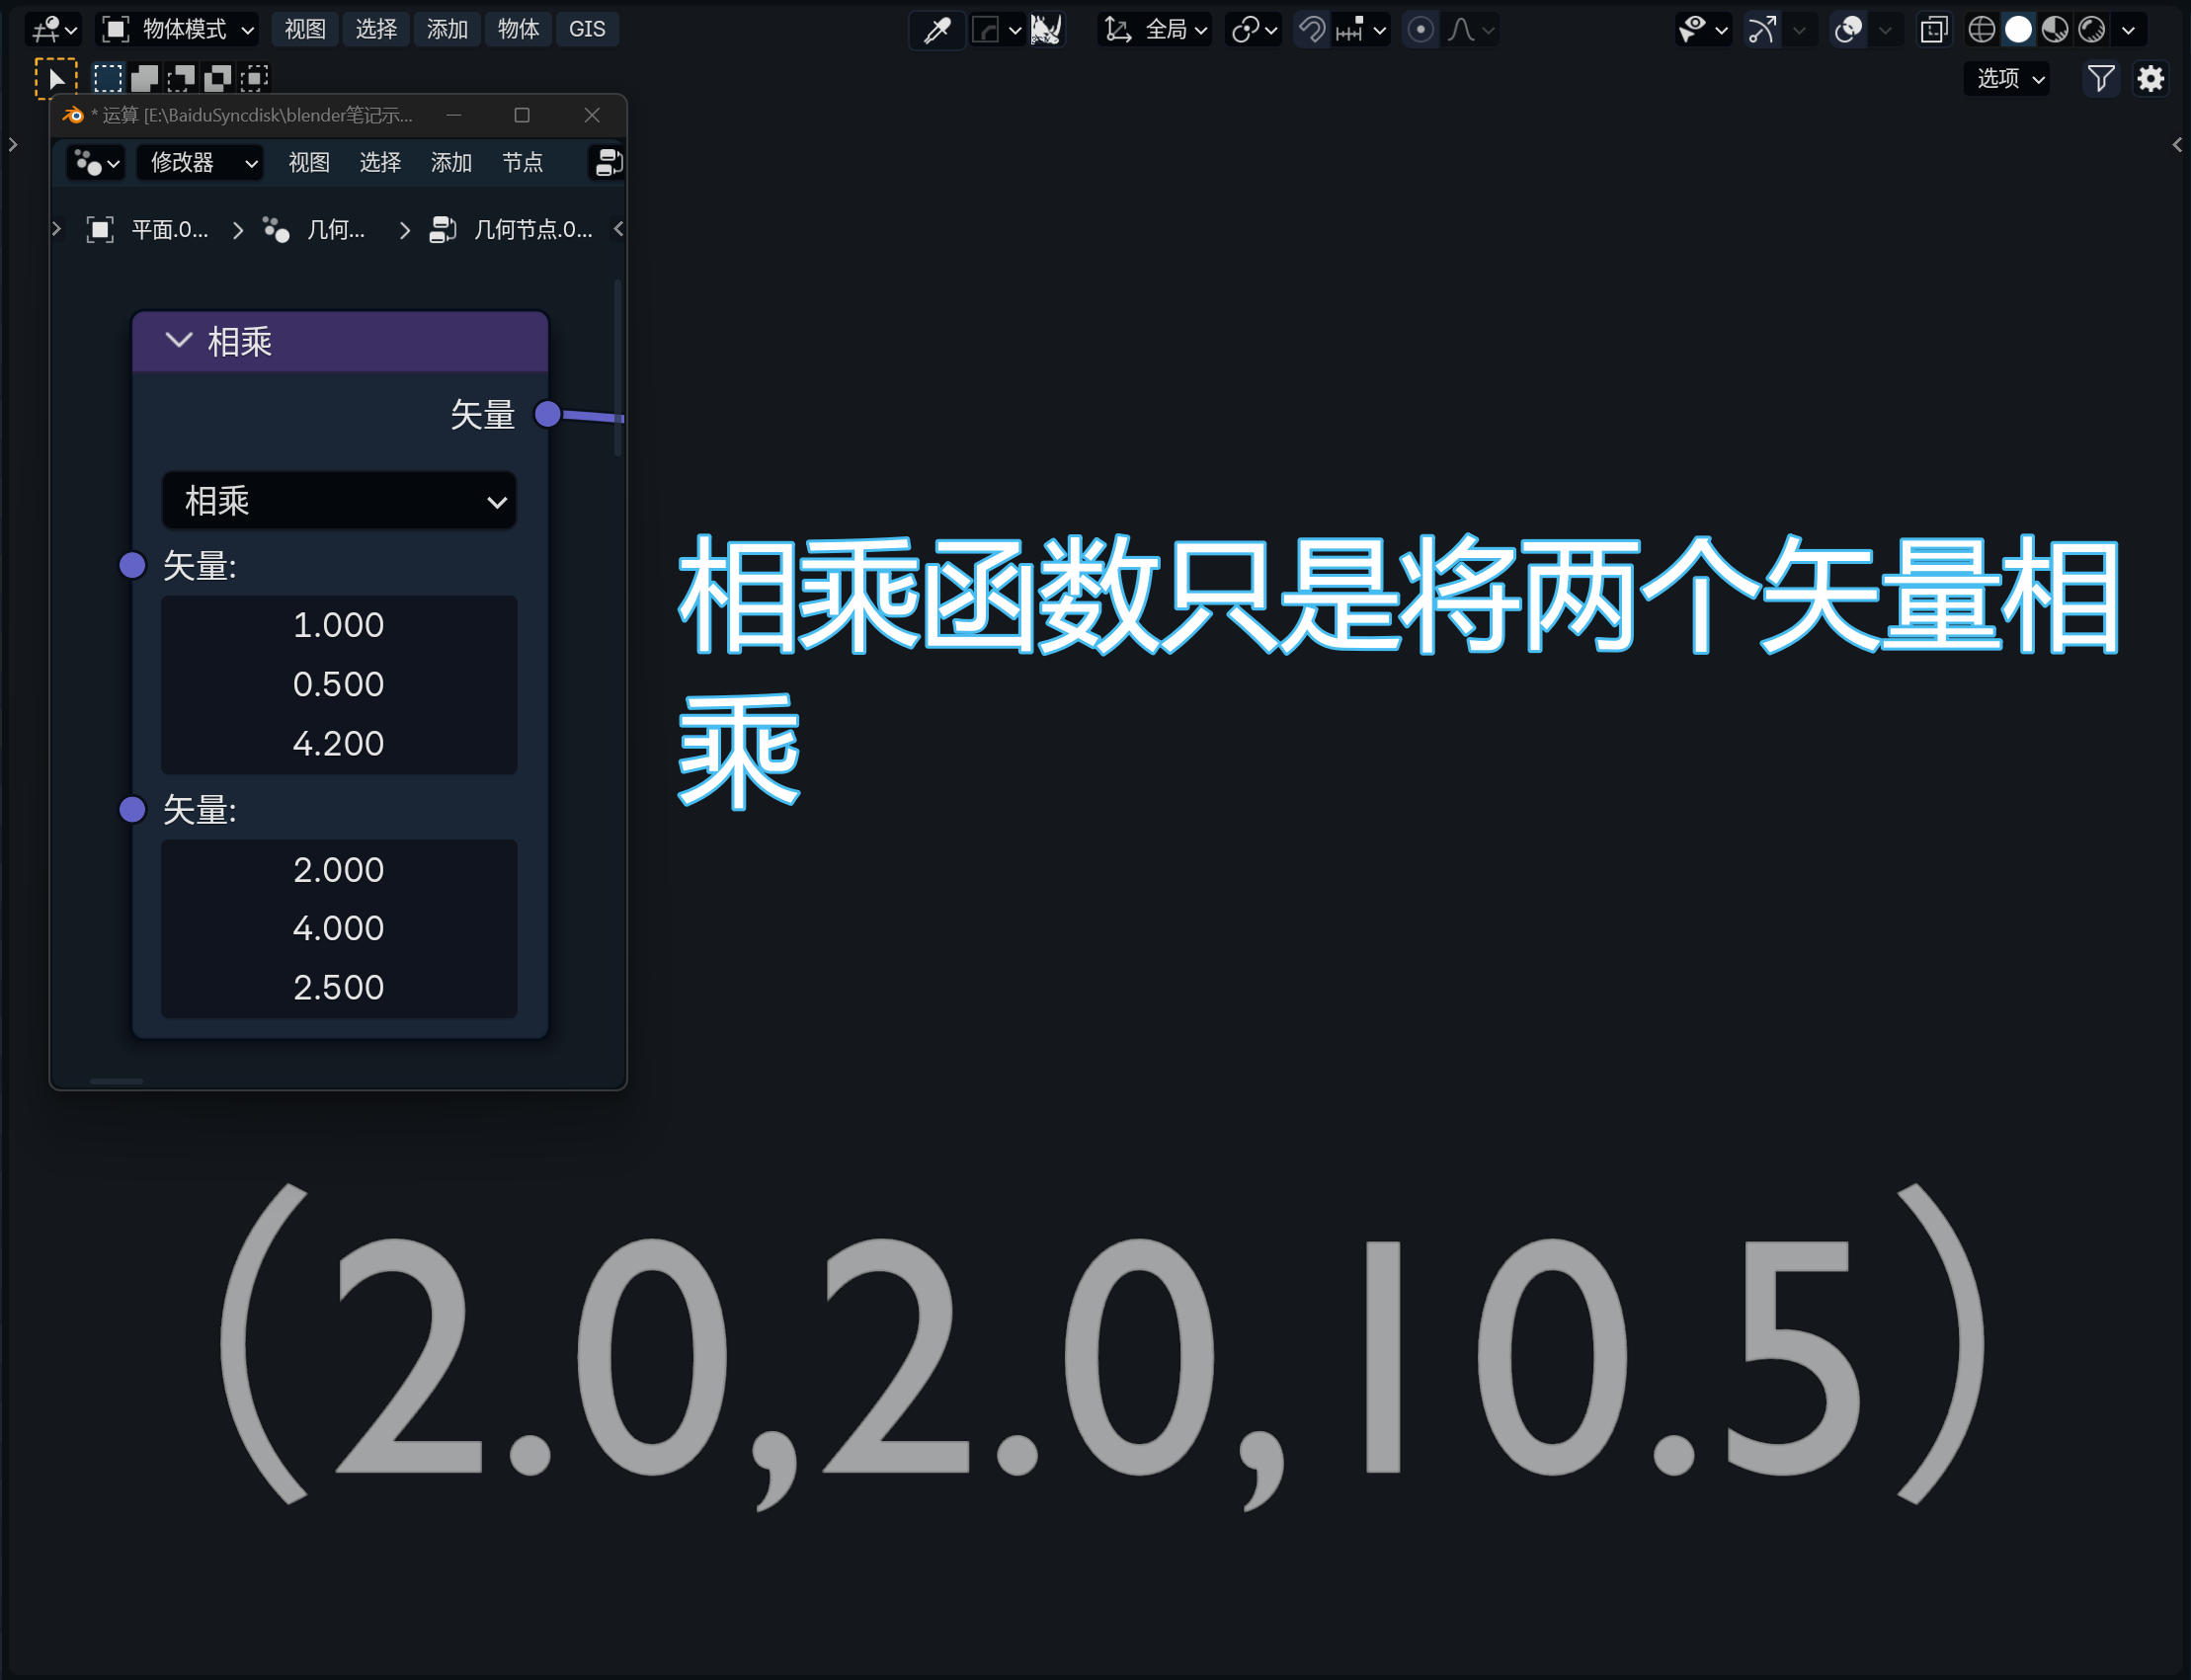 物体模式 视图 选择 添加 物体 GIS 全局
选项
* 运算 [E:\BaiduSyncdisk\blender笔记示...
修改器 视图 选择 添加 节点
平面.0... 几何... 几何节点.0...
相乘
矢量
相乘
矢量:
1.000
0.500
4.200
矢量:
2.000
4.000
2.500
相乘函数只是将两个矢量相
乘
(2.0,2.0,10.5)